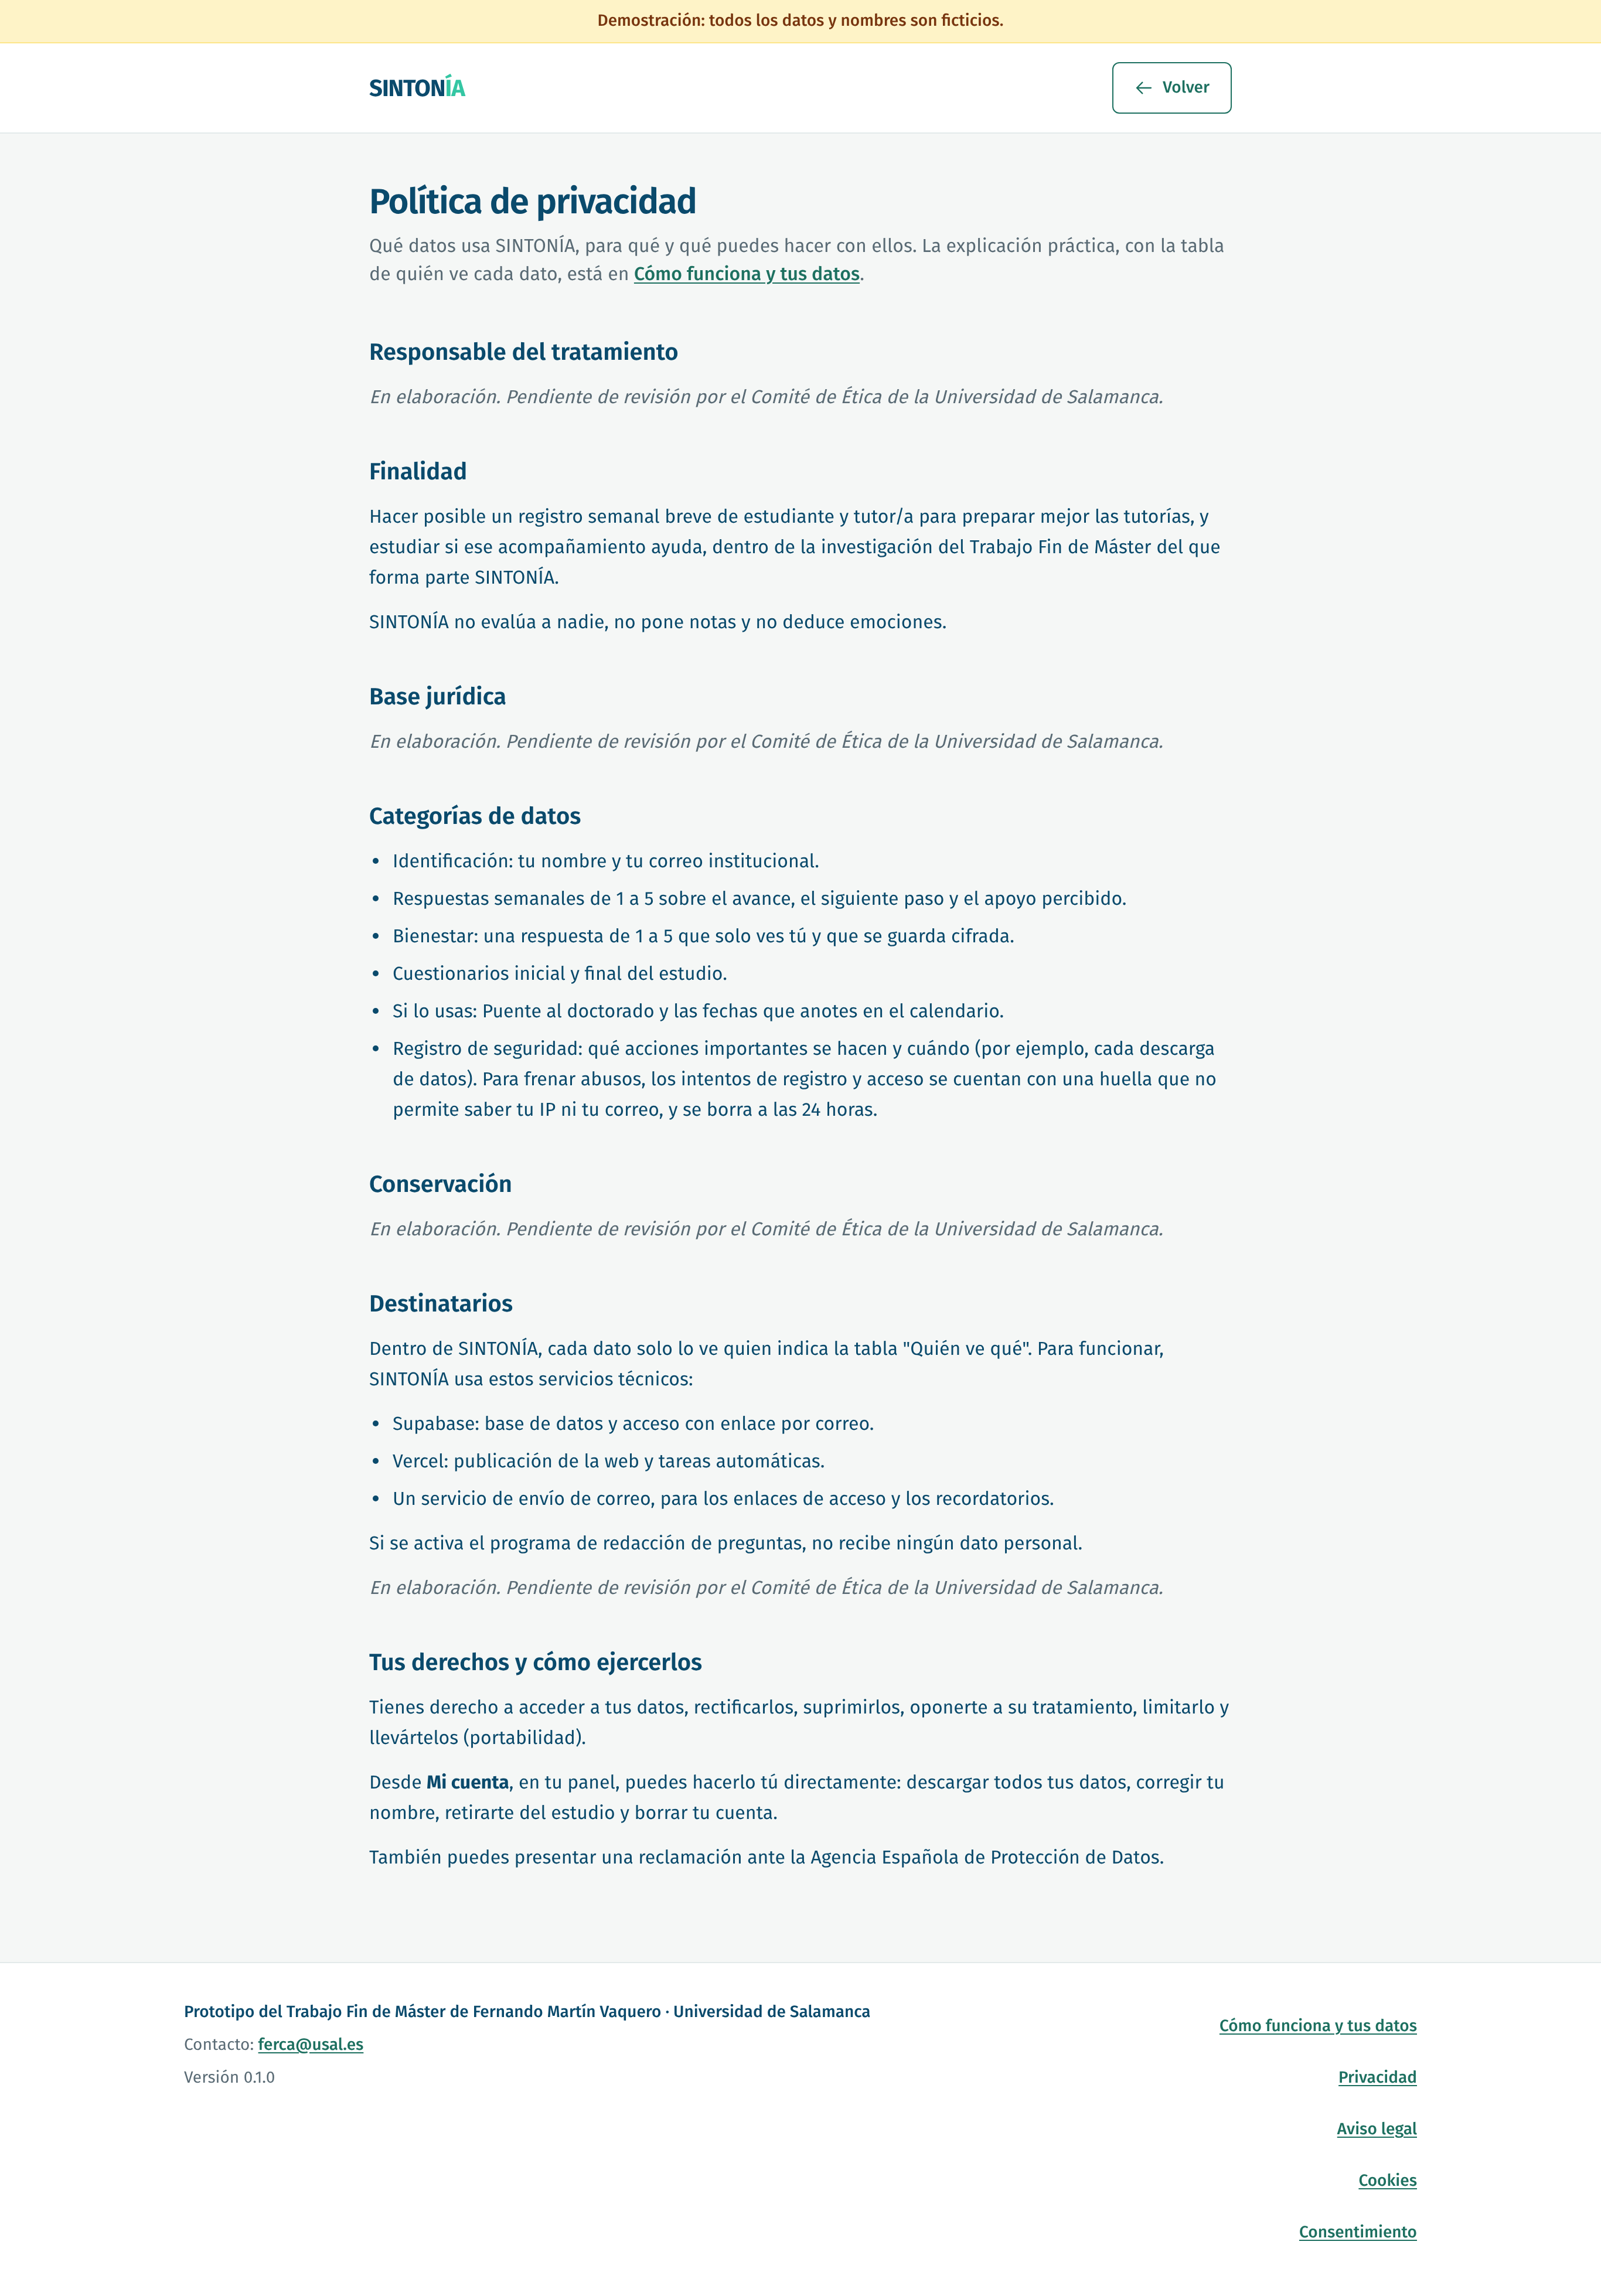 Demostración: todos los datos y nombres son ficticios.
SINTONÍA
← Volver
Política de privacidad
Qué datos usa SINTONÍA, para qué y qué puedes hacer con ellos. La explicación práctica, con la tabla
de quién ve cada dato, está en Cómo funciona y tus datos.
Responsable del tratamiento
En elaboración. Pendiente de revisión por el Comité de Ética de la Universidad de Salamanca.
Finalidad
Hacer posible un registro semanal breve de estudiante y tutor/a para preparar mejor las tutorías, y
estudiar si ese acompañamiento ayuda, dentro de la investigación del Trabajo Fin de Máster del que
forma parte SINTONÍA.
SINTONÍA no evalúa a nadie, no pone notas y no deduce emociones.
Base jurídica
En elaboración. Pendiente de revisión por el Comité de Ética de la Universidad de Salamanca.
Categorías de datos
• Identificación: tu nombre y tu correo institucional.
• Respuestas semanales de 1 a 5 sobre el avance, el siguiente paso y el apoyo percibido.
• Bienestar: una respuesta de 1 a 5 que solo ves tú y que se guarda cifrada.
• Cuestionarios inicial y final del estudio.
• Si lo usas: Puente al doctorado y las fechas que anotes en el calendario.
• Registro de seguridad: qué acciones importantes se hacen y cuándo (por ejemplo, cada descarga
de datos). Para frenar abusos, los intentos de registro y acceso se cuentan con una huella que no
permite saber tu IP ni tu correo, y se borra a las 24 horas.
Conservación
En elaboración. Pendiente de revisión por el Comité de Ética de la Universidad de Salamanca.
Destinatarios
Dentro de SINTONÍA, cada dato solo lo ve quien indica la tabla "Quién ve qué". Para funcionar,
SINTONÍA usa estos servicios técnicos:
• Supabase: base de datos y acceso con enlace por correo.
• Vercel: publicación de la web y tareas automáticas.
• Un servicio de envío de correo, para los enlaces de acceso y los recordatorios.
Si se activa el programa de redacción de preguntas, no recibe ningún dato personal.
En elaboración. Pendiente de revisión por el Comité de Ética de la Universidad de Salamanca.
Tus derechos y cómo ejercerlos
Tienes derecho a acceder a tus datos, rectificarlos, suprimirlos, oponerte a su tratamiento, limitarlo y
llevártelos (portabilidad).
Desde Mi cuenta, en tu panel, puedes hacerlo tú directamente: descargar todos tus datos, corregir tu
nombre, retirarte del estudio y borrar tu cuenta.
También puedes presentar una reclamación ante la Agencia Española de Protección de Datos.
Prototipo del Trabajo Fin de Máster de Fernando Martín Vaquero · Universidad de Salamanca
Contacto: ferca@usal.es
Versión 0.1.0
Cómo funciona y tus datos
Privacidad
Aviso legal
Cookies
Consentimiento